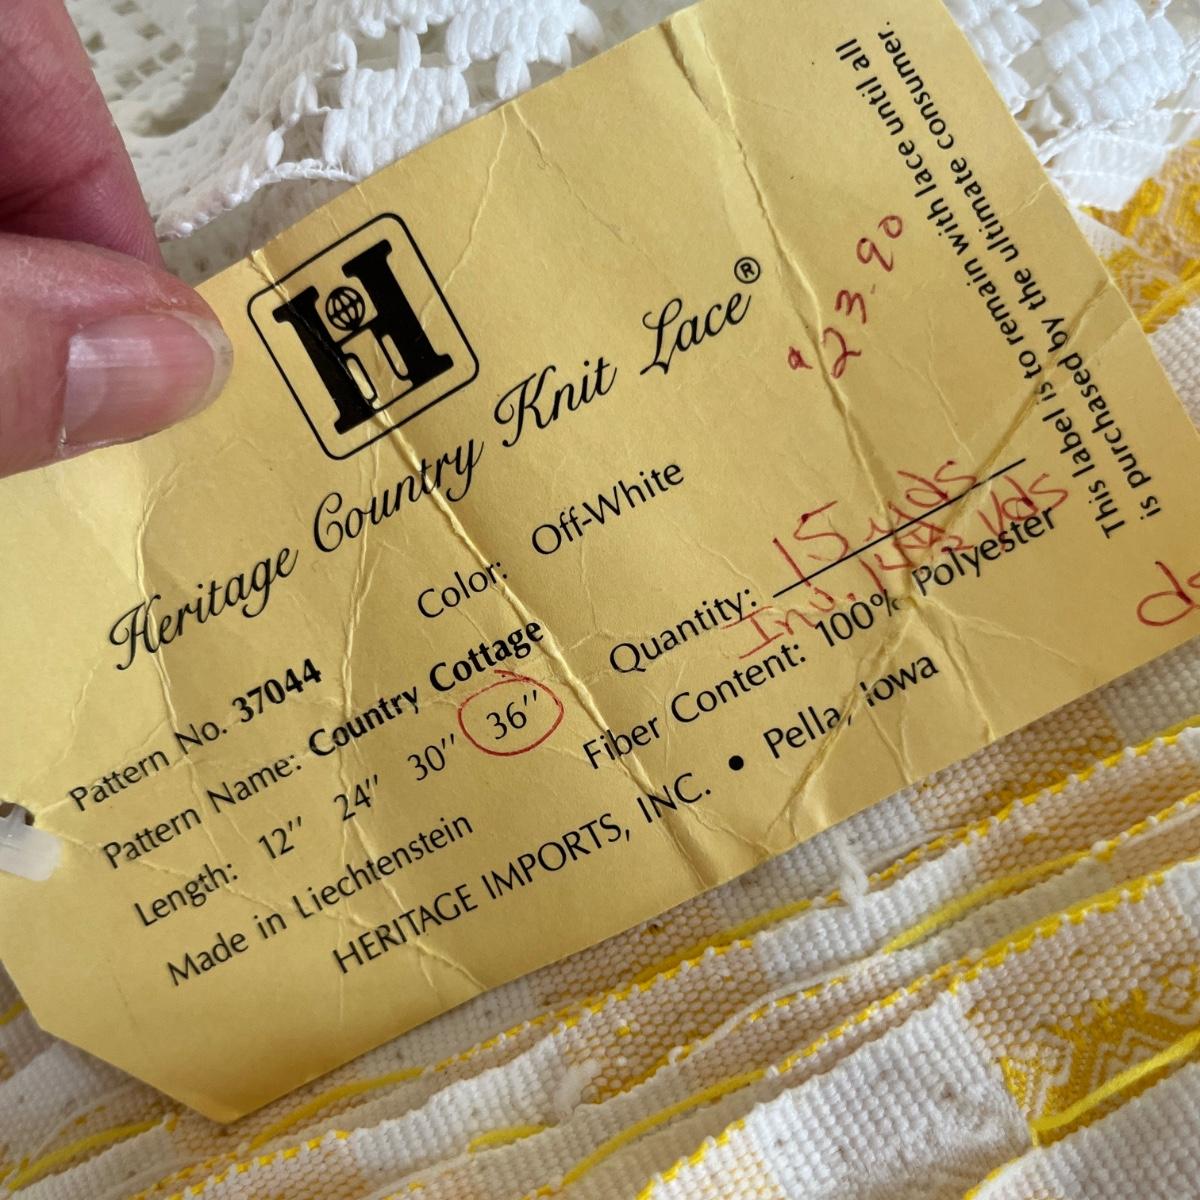 H
Heritage Country Knit Lace®
$23.90
Color: Off-White
Pattern No. 37044
Pattern Name: Country Cottage
Length: 12" 24" 30" 36"
Made in Liechtenstein
Quantity: 15 yds
Inv. Yds
Fiber Content: 100% Polyester
HERITAGE IMPORTS, INC. • Pella, Iowa
This label is to remain with lace until all
is purchased by the ultimate consumer.